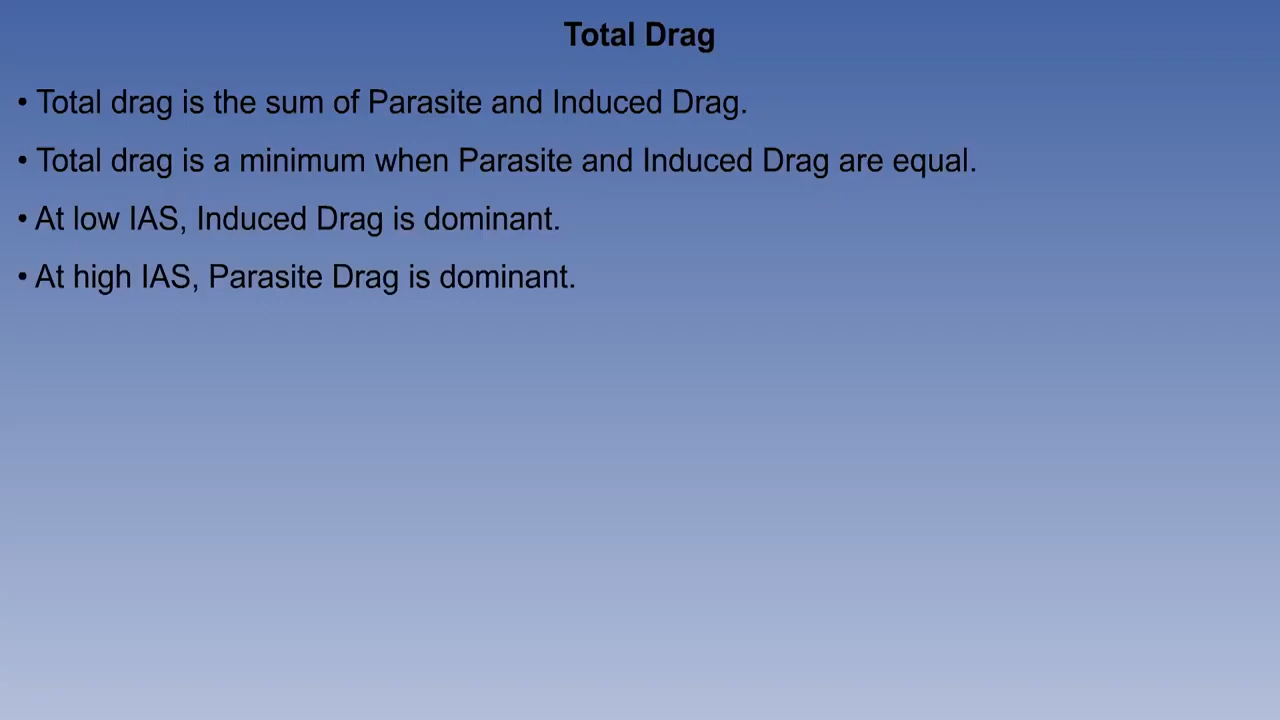 Total Drag
• Total drag is the sum of Parasite and Induced Drag.
• Total drag is a minimum when Parasite and Induced Drag are equal.
• At low IAS, Induced Drag is dominant.
• At high IAS, Parasite Drag is dominant.